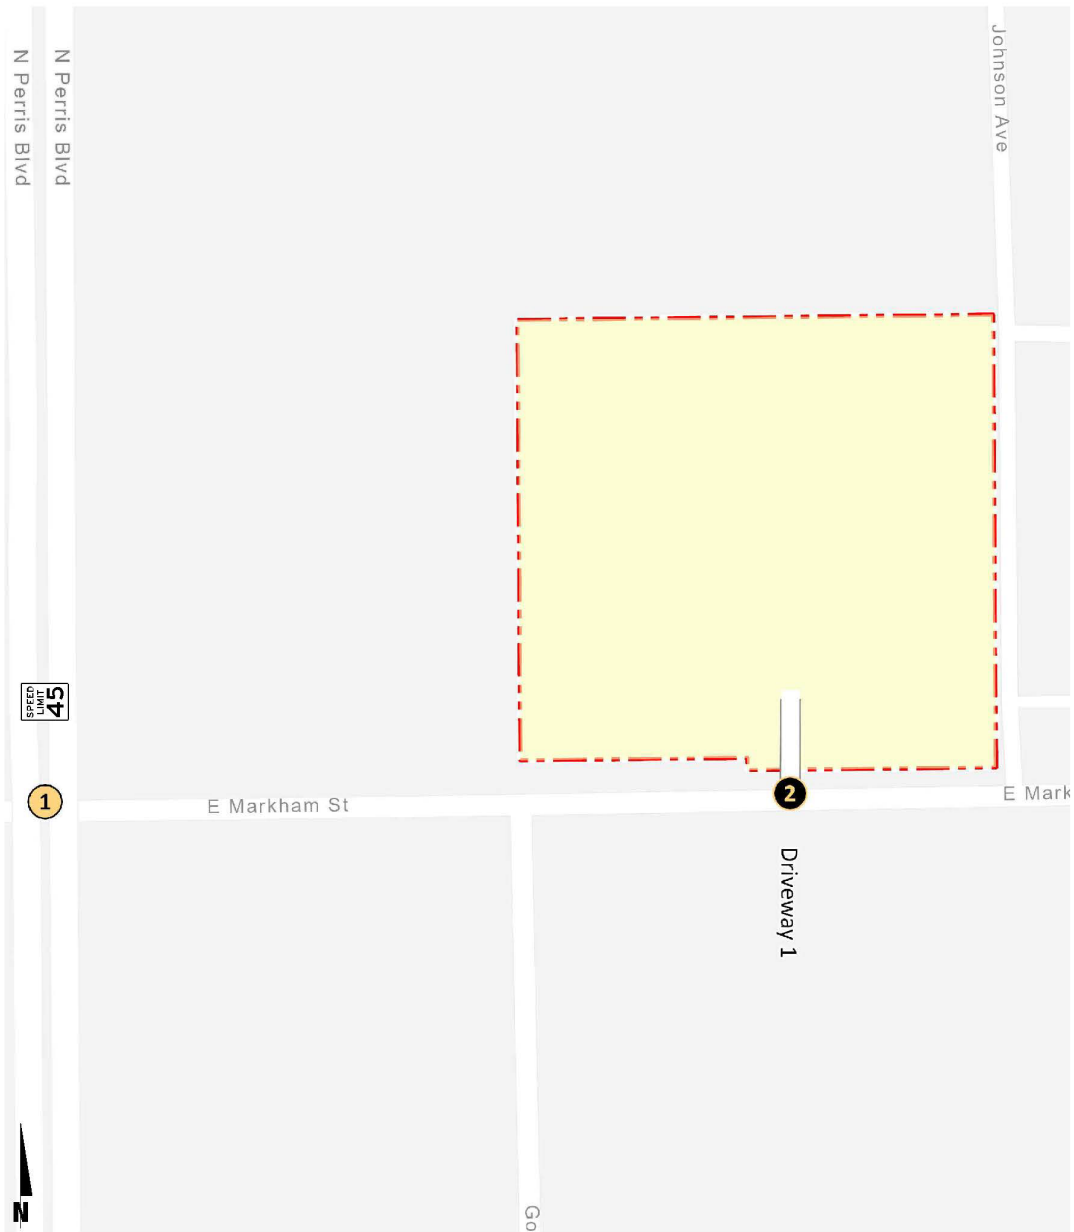 N Perris Blvd
N Perris Blvd
Johnson Ave
SPEED
LIMIT
45
1
E Markham St
2
E Mark
Driveway 1
N
Go